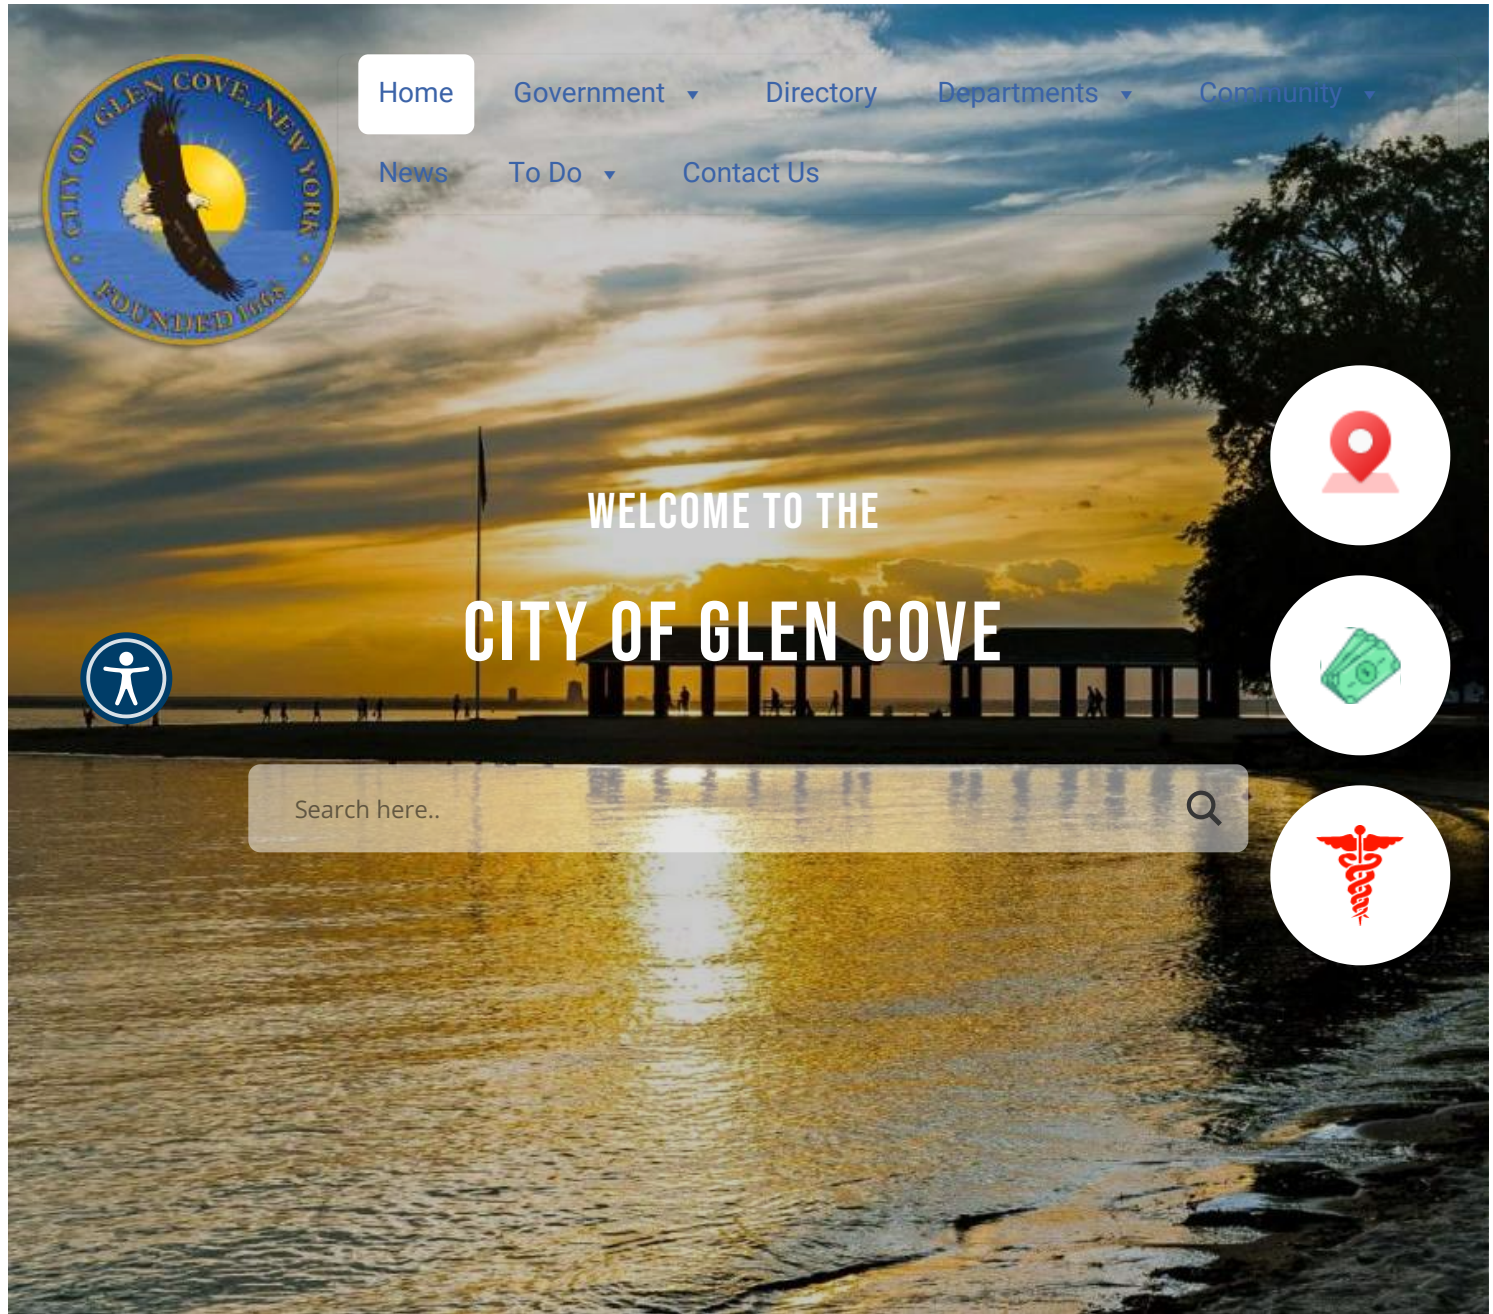 CITY OF GLEN COVE, NEW YORK
FOUNDED 1668
Home Government Directory Departments Community
News To Do Contact Us
WELCOME TO THE
CITY OF GLEN COVE
Search here..